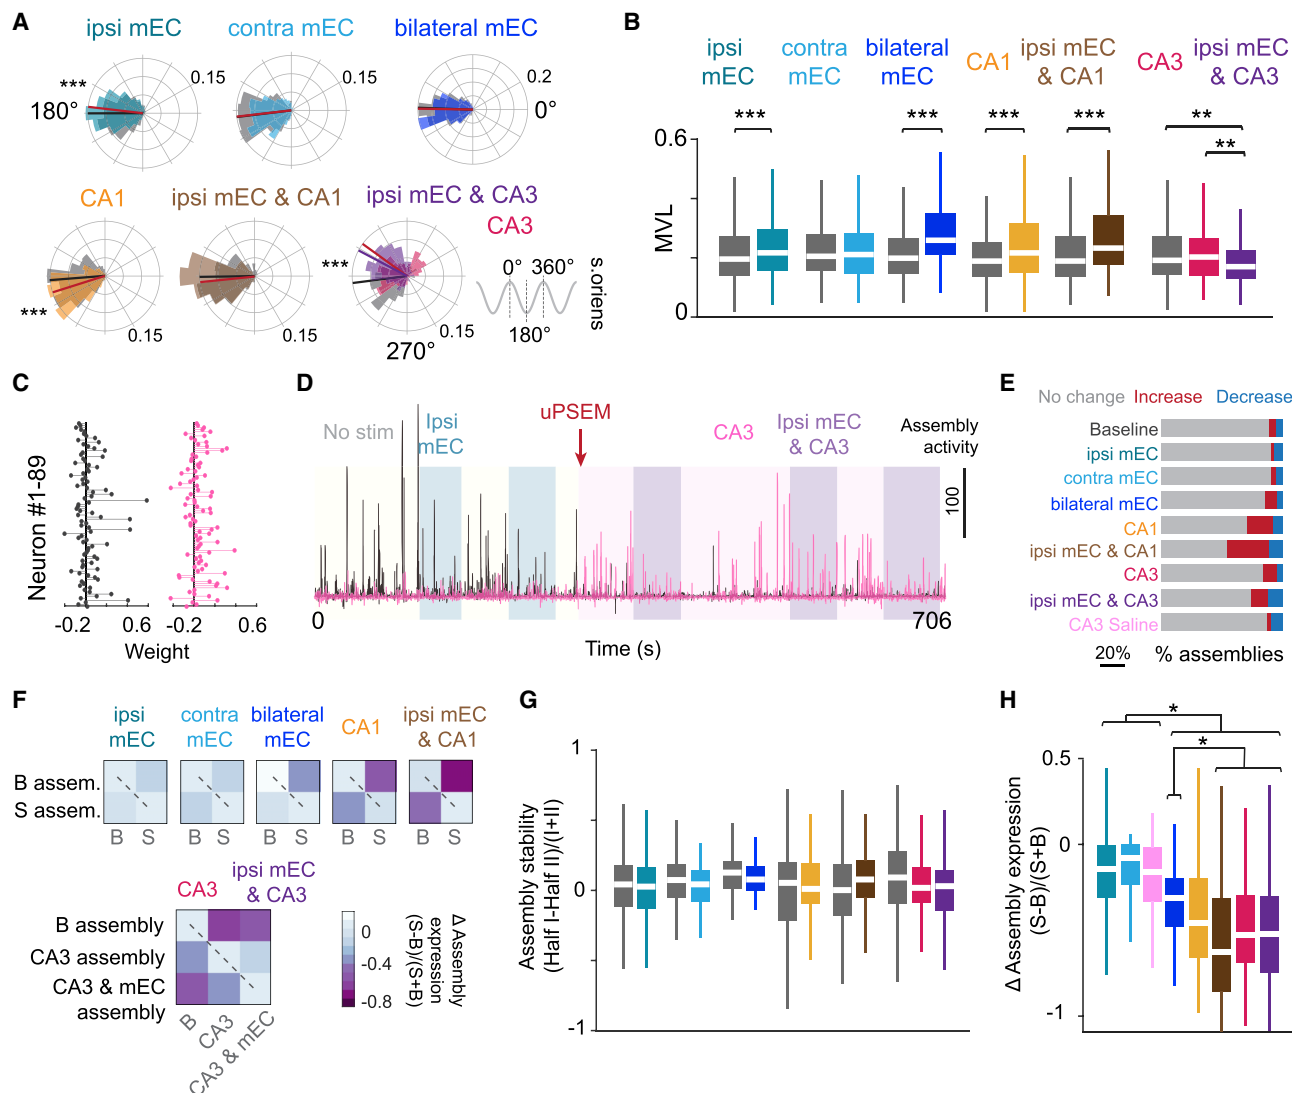 A
ipsi mEC
contra mEC
bilateral mEC
***
180°
0.15
0.15
0.2
0°
CA1
ipsi mEC & CA1
ipsi mEC & CA3
CA3
***
***
0.15
0.15
270°
0° 360°
180°
s.oriens
B
ipsi
mEC
contra
mEC
bilateral
mEC
CA1
ipsi mEC
& CA1
CA3
ipsi mEC
& CA3
***
***
***
***
**
**
0.6
MVL
0
C
Neuron #1-89
-0.2 0.6
-0.2 0.6
Weight
D
No stim
Ipsi
mEC
uPSEM
CA3
Ipsi mEC
& CA3
Assembly
activity
100
0
706
Time (s)
E
No change Increase Decrease
Baseline
ipsi mEC
contra mEC
bilateral mEC
CA1
ipsi mEC & CA1
CA3
ipsi mEC & CA3
CA3 Saline
20%
% assemblies
F
ipsi
mEC
contra
mEC
bilateral
mEC
CA1
ipsi mEC
& CA1
B assem.
S assem.
B S
B S
B S
B S
B S
CA3
ipsi mEC
& CA3
B assembly
CA3 assembly
CA3 & mEC
assembly
B
CA3
CA3 & mEC
0
-0.4
-0.8
Δ Assembly
expression
(S-B)/(S+B)
G
1
0
-1
Assembly stability
(Half I-Half II)/(I+II)
H
*
*
0.5
0
-1
Δ Assembly expression
(S-B)/(S+B)